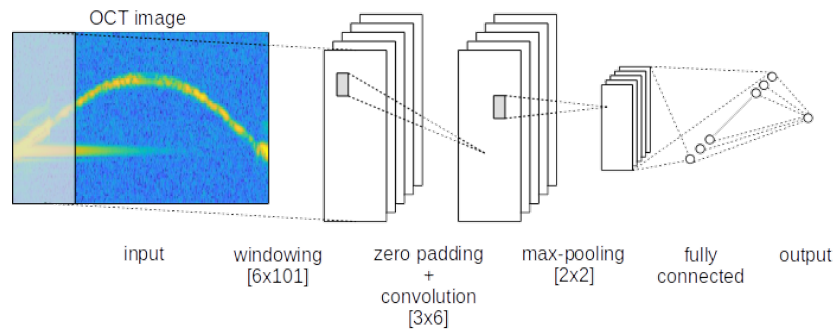 OCT image
input
windowing
[6x101]
zero padding
+
convolution
[3x6]
max-pooling
[2x2]
fully
connected
output